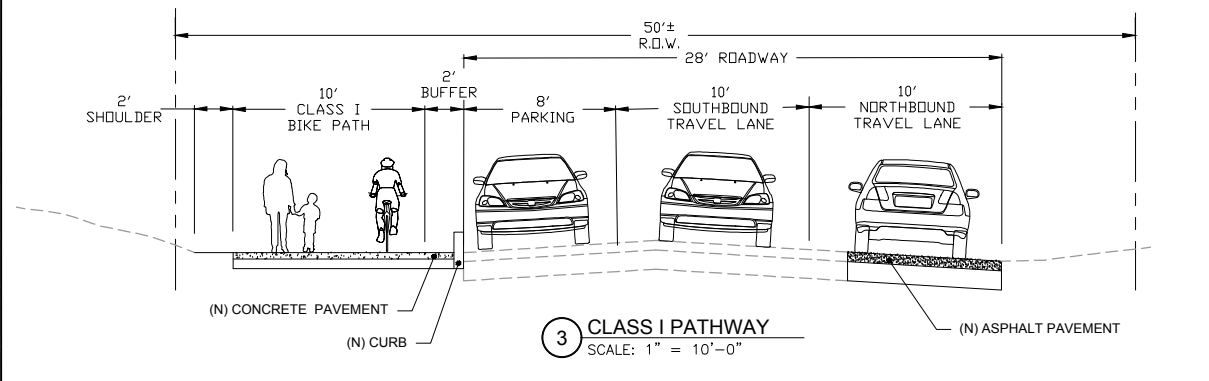 50'±
R.O.W.
28' ROADWAY
2'
SHOULDER
10'
CLASS I
BIKE PATH
2'
BUFFER
8'
PARKING
10'
SOUTHBOUND
TRAVEL LANE
10'
NORTHBOUND
TRAVEL LANE
(N) CONCRETE PAVEMENT
(N) CURB
3
CLASS I PATHWAY
SCALE: 1" = 10'-0"
(N) ASPHALT PAVEMENT